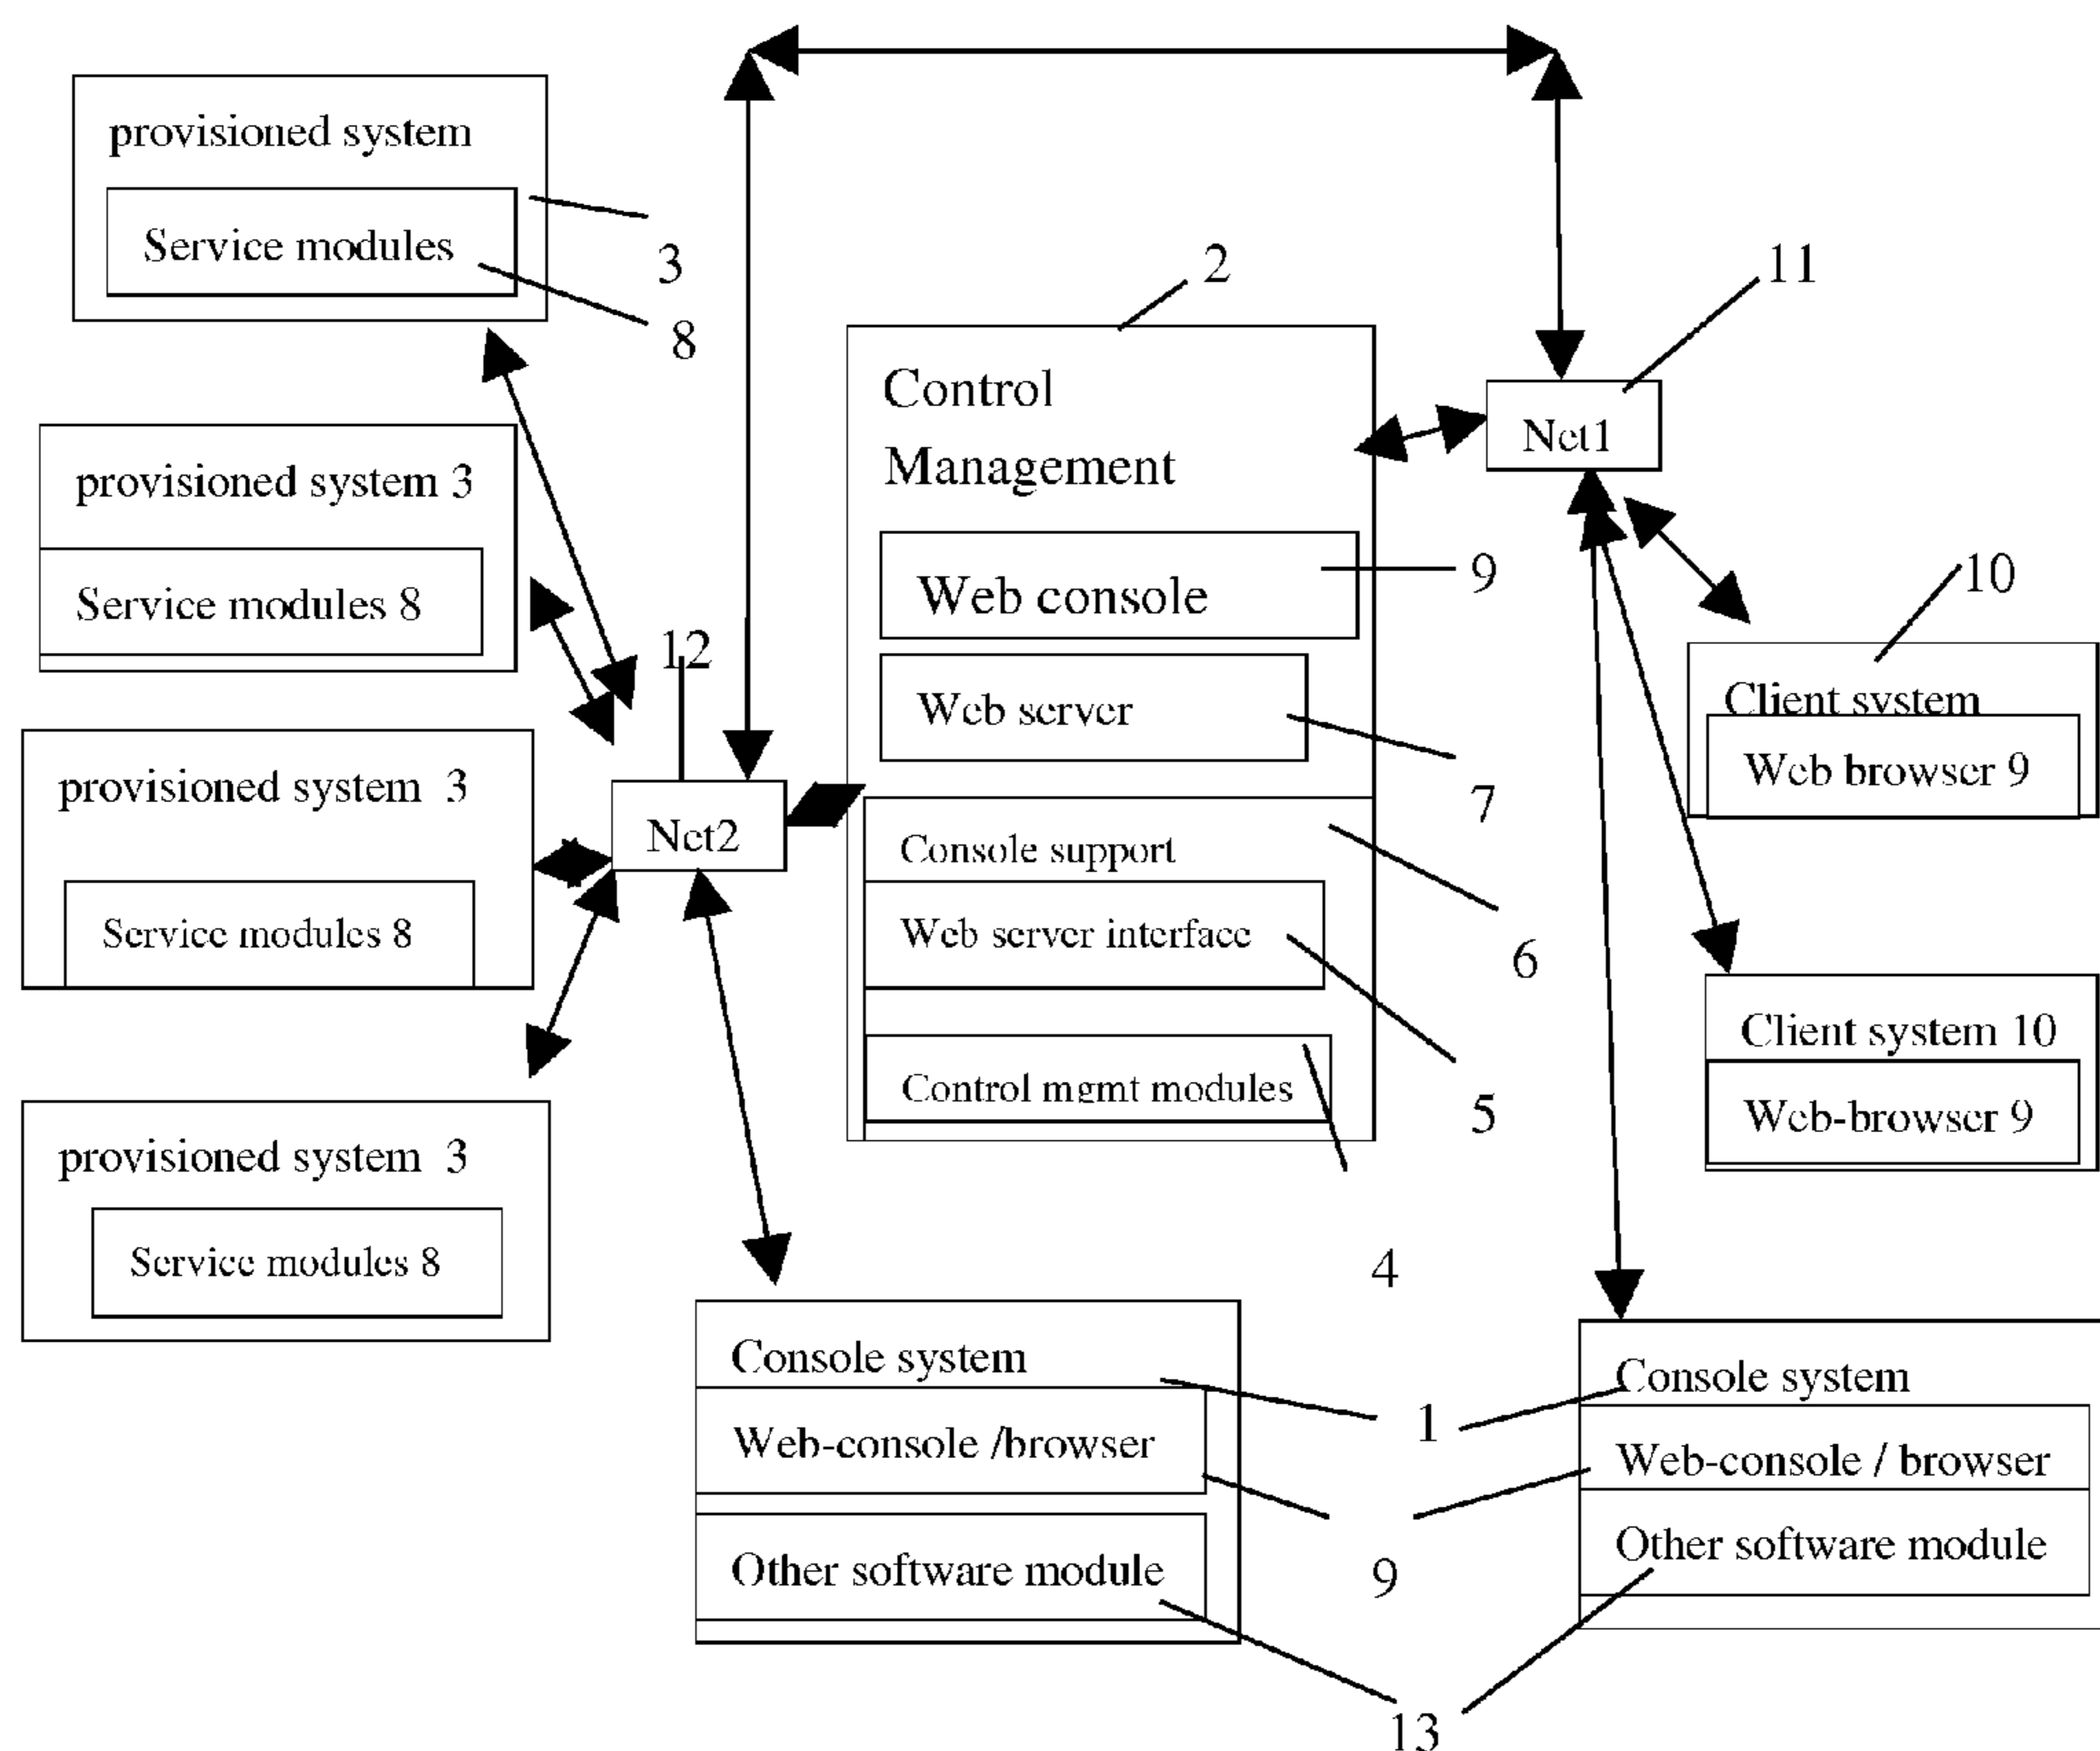 provisioned system
Service modules
3
8
provisioned system 3
Service modules 8
provisioned system 3
Service modules 8
provisioned system 3
Service modules 8
12
Net2
2
Control
Management
Web console
9
Web server
7
Console support
6
Web server interface
5
Control mgmt modules
4
11
Net1
10
Client system
Web browser 9
Client system 10
Web-browser 9
Console system
Web-console /browser
Other software module
1
9
13
Console system
Web-console / browser
Other software module